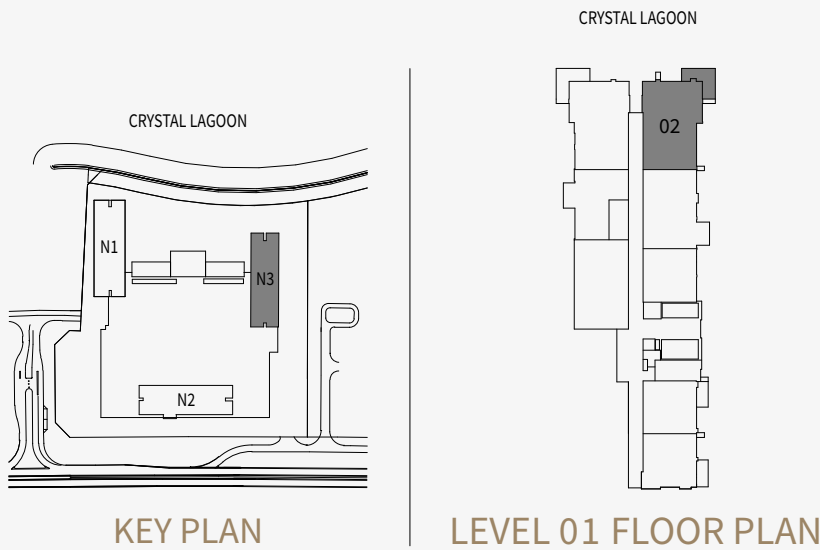 CRYSTAL LAGOON
N1
N3
N2
KEY PLAN
CRYSTAL LAGOON
02
LEVEL 01 FLOOR PLAN